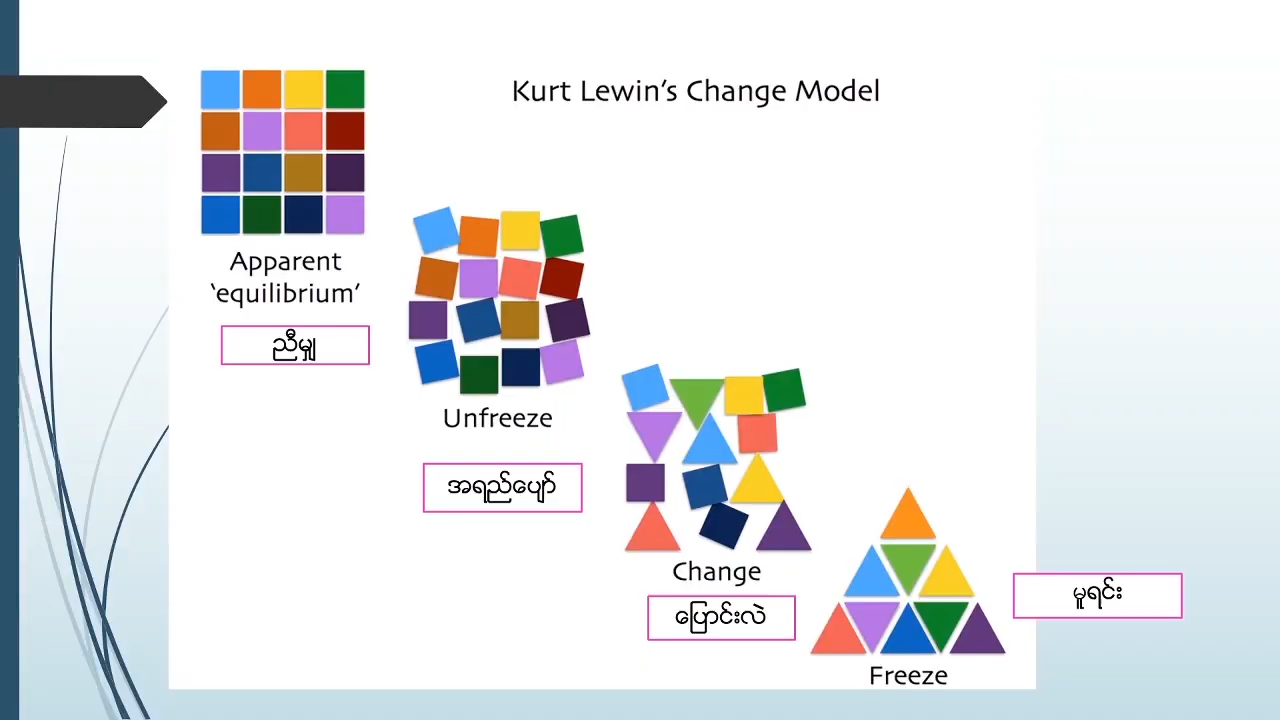 Kurt Lewin’s Change Model
Apparent
‘equilibrium’
ညီမျှ
Unfreeze
အရည်ပျော်
Change
ပြောင်းလဲ
မူရင်း
Freeze